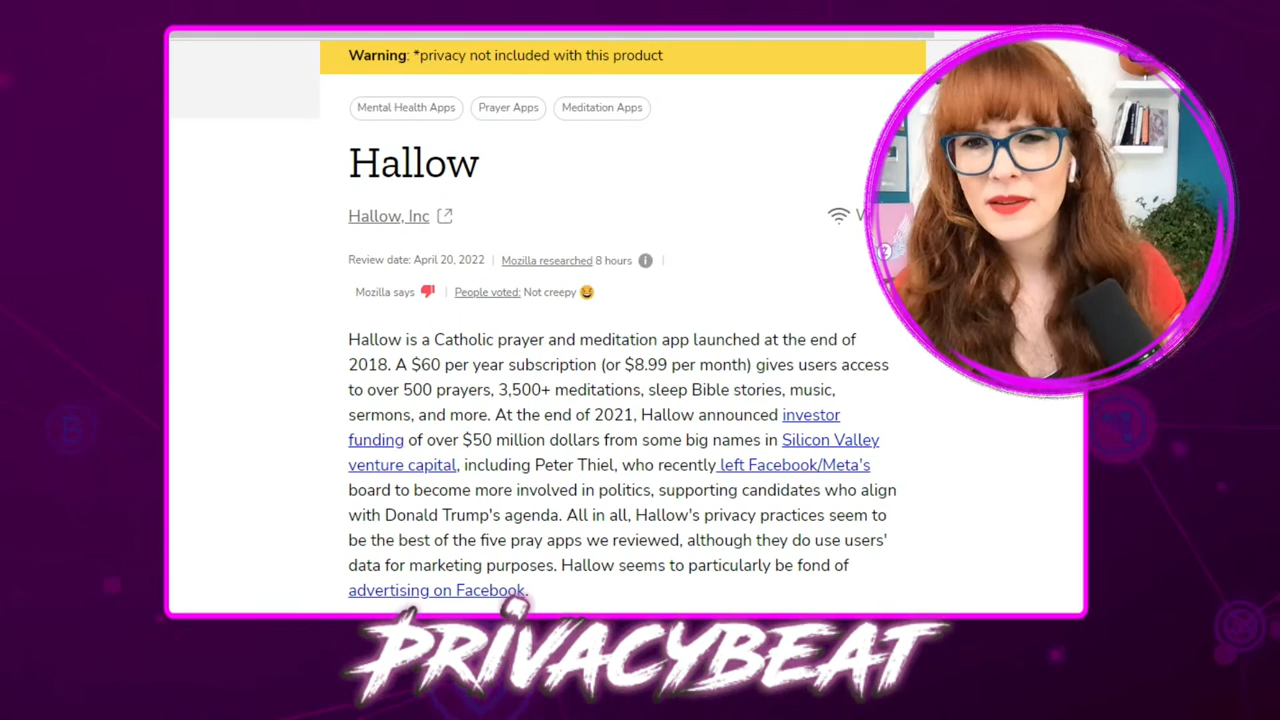 Warning: *privacy not included with this product
Mental Health Apps
Prayer Apps
Meditation Apps
Hallow
Hallow, Inc
Review date: April 20, 2022 | Mozilla researched 8 hours |
Mozilla says | People voted: Not creepy
Hallow is a Catholic prayer and meditation app launched at the end of
2018. A $60 per year subscription (or $8.99 per month) gives users access
to over 500 prayers, 3,500+ meditations, sleep Bible stories, music,
sermons, and more. At the end of 2021, Hallow announced investor
funding of over $50 million dollars from some big names in Silicon Valley
venture capital, including Peter Thiel, who recently left Facebook/Meta's
board to become more involved in politics, supporting candidates who align
with Donald Trump's agenda. All in all, Hallow's privacy practices seem to
be the best of the five pray apps we reviewed, although they do use users'
data for marketing purposes. Hallow seems to particularly be fond of
advertising on Facebook.
PRIVACYBEAT